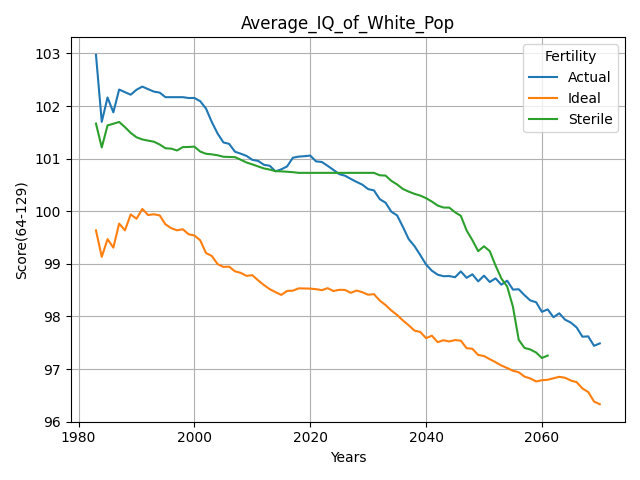 Average_IQ_of_White_Pop
Fertility
Actual
Ideal
Sterile
Score(64-129)
103
102
101
100
99
98
97
96
1980
2000
2020
2040
2060
Years